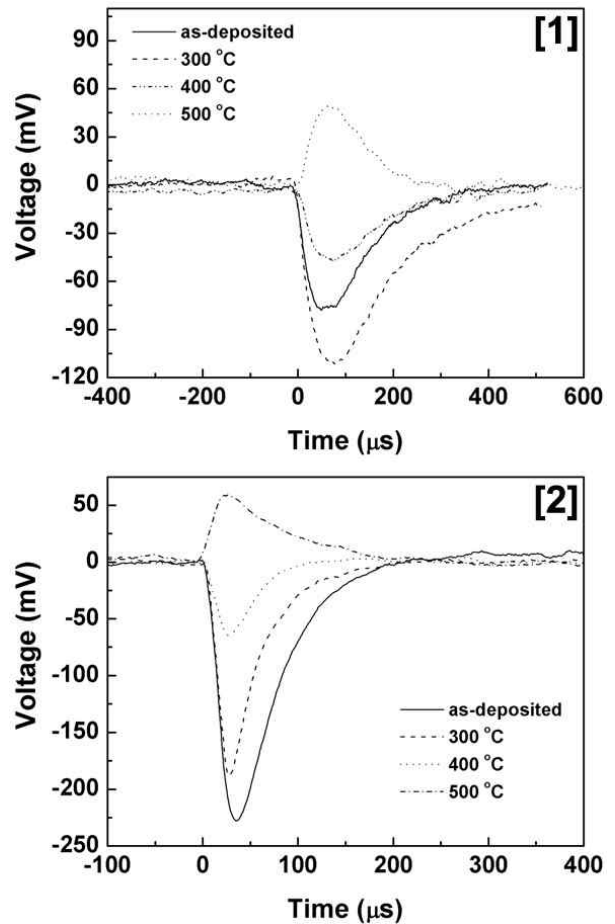 [1]
as-deposited
300 °C
400 °C
500 °C
90
60
30
0
-30
-60
-90
-120
Voltage (mV)
-400 -200 0 200 400 600
Time (μs)
[2]
50
0
-50
-100
-150
-200
-250
Voltage (mV)
as-deposited
300 °C
400 °C
500 °C
-100 0 100 200 300 400
Time (μs)